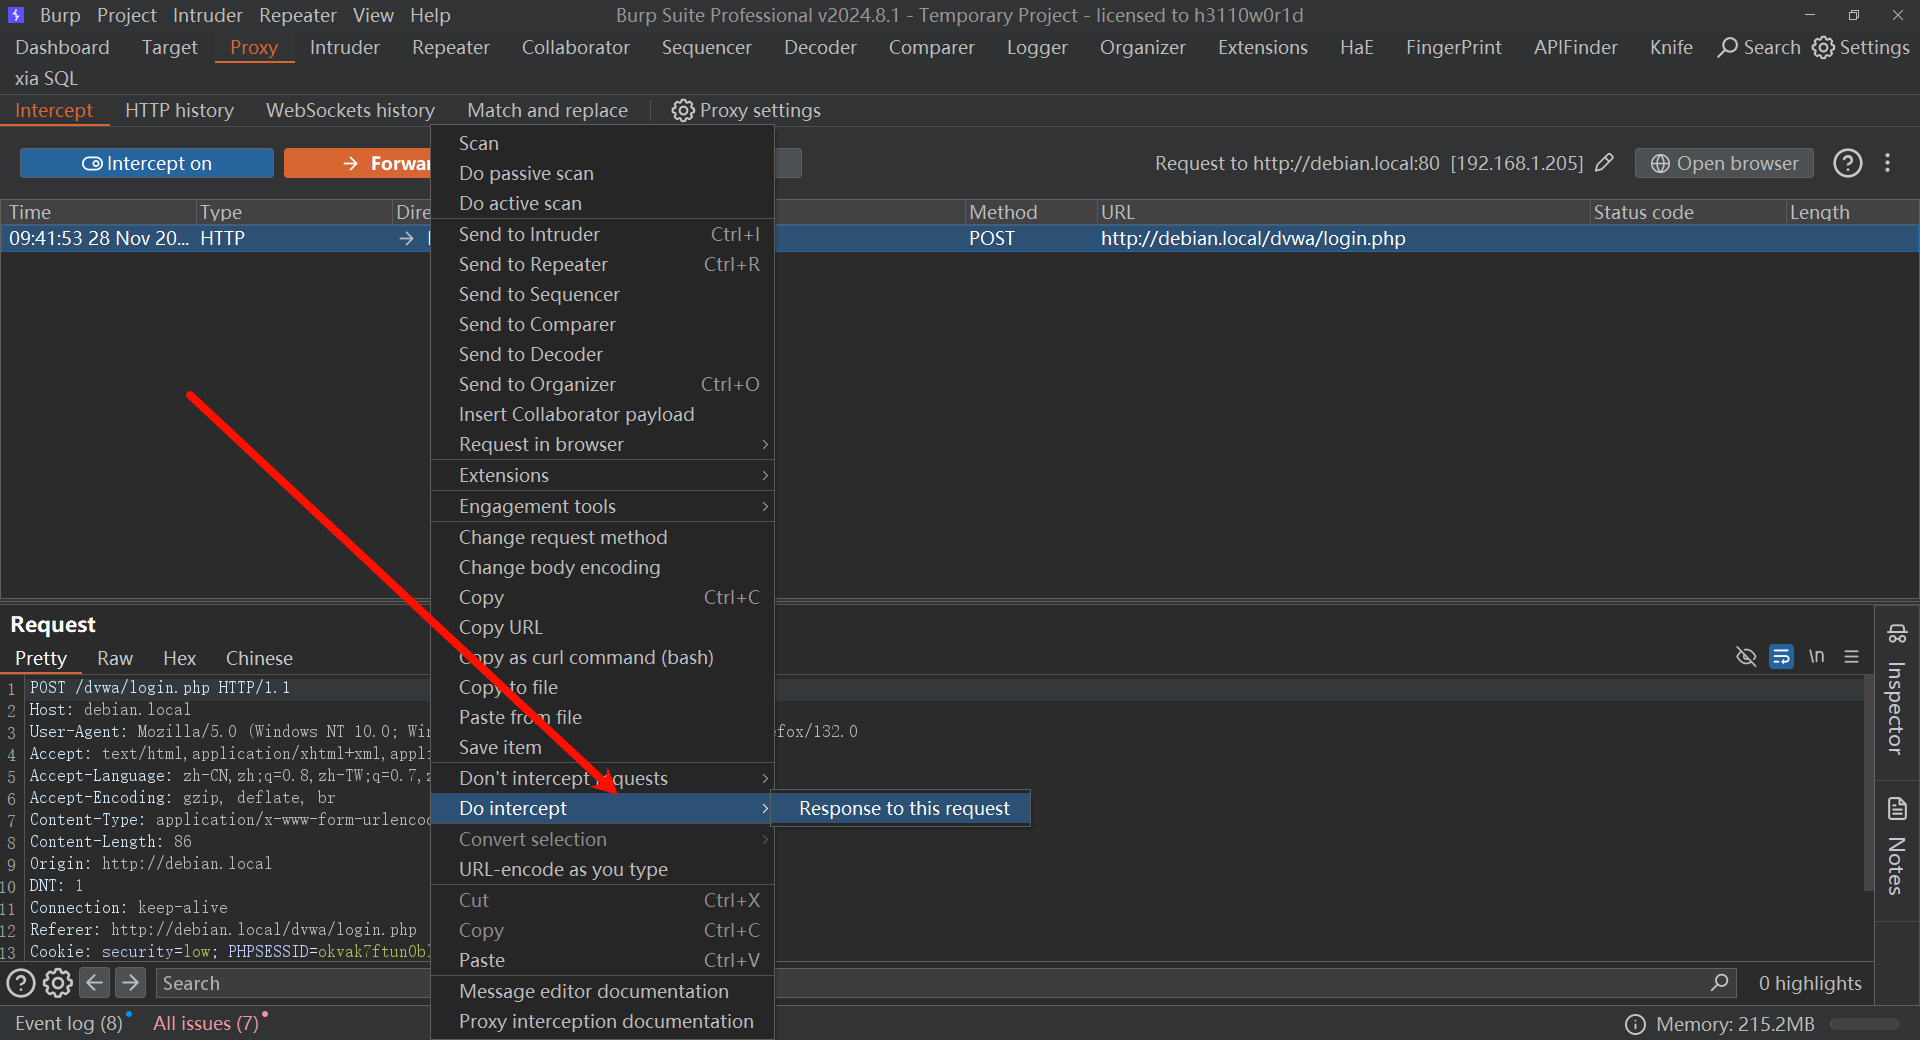 Burp Project Intruder Repeater View Help Burp Suite Professional v2024.8.1 - Temporary Project - licensed to h3110w0r1d
Dashboard Target Proxy Intruder Repeater Collaborator Sequencer Decoder Comparer Logger Organizer Extensions HaE FingerPrint APIFinder Knife Search Settings
xia SQL
Intercept HTTP history WebSockets history Match and replace Proxy settings
Intercept on Forwar Request to http://debian.local:80 [192.168.1.205] Open browser
Time Type Dire Method URL Status code Length
09:41:53 28 Nov 20... HTTP POST http://debian.local/dvwa/login.php
Scan
Do passive scan
Do active scan
Send to Intruder Ctrl+I
Send to Repeater Ctrl+R
Send to Sequencer
Send to Comparer
Send to Decoder
Send to Organizer Ctrl+O
Insert Collaborator payload
Request in browser
Extensions
Engagement tools
Change request method
Change body encoding
Copy Ctrl+C
Copy URL
Copy as curl command (bash)
Copy to file
Paste from file
Save item
Don't intercept requests
Do intercept
Response to this request
Convert selection
URL-encode as you type
Cut Ctrl+X
Copy Ctrl+C
Paste Ctrl+V
Message editor documentation
Proxy interception documentation
Request
Pretty Raw Hex Chinese \n
1 POST /dvwa/login.php HTTP/1.1
2 Host: debian.local
3 User-Agent: Mozilla/5.0 (Windows NT 10.0; Wi efox/132.0
4 Accept: text/html,application/xhtml+xml,appl
5 Accept-Language: zh-CN,zh;q=0.8,zh-TW;q=0.7,z
6 Accept-Encoding: gzip, deflate, br
7 Content-Type: application/x-www-form-urlenco
8 Content-Length: 86
9 Origin: http://debian.local
10 DNT: 1
11 Connection: keep-alive
12 Referer: http://debian.local/dvwa/login.php
13 Cookie: security=low; PHPSESSID=okvak7ftun0bl
Inspector
Notes
Search 0 highlights
Event log (8) All issues (7) Memory: 215.2MB